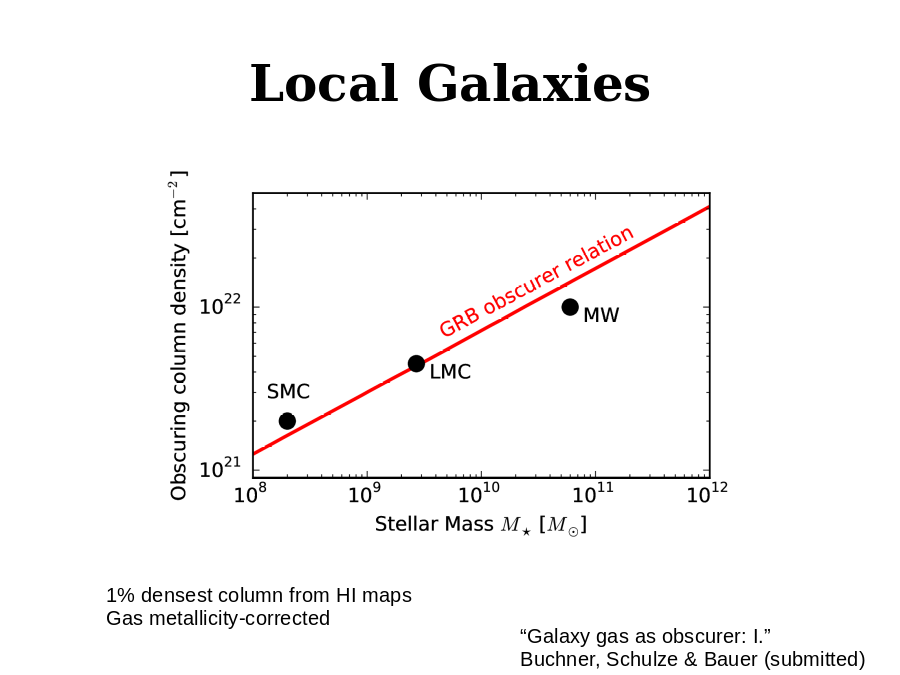 Local Galaxies
Obscuring column density [cm⁻²]
10²²
10²¹
GRB obscurer relation
MW
LMC
SMC
10⁸ 10⁹ 10¹⁰ 10¹¹ 10¹²
Stellar Mass M⋆ [M⊙]
1% densest column from HI maps
Gas metallicity-corrected
“Galaxy gas as obscurer: I.”
Buchner, Schulze & Bauer (submitted)